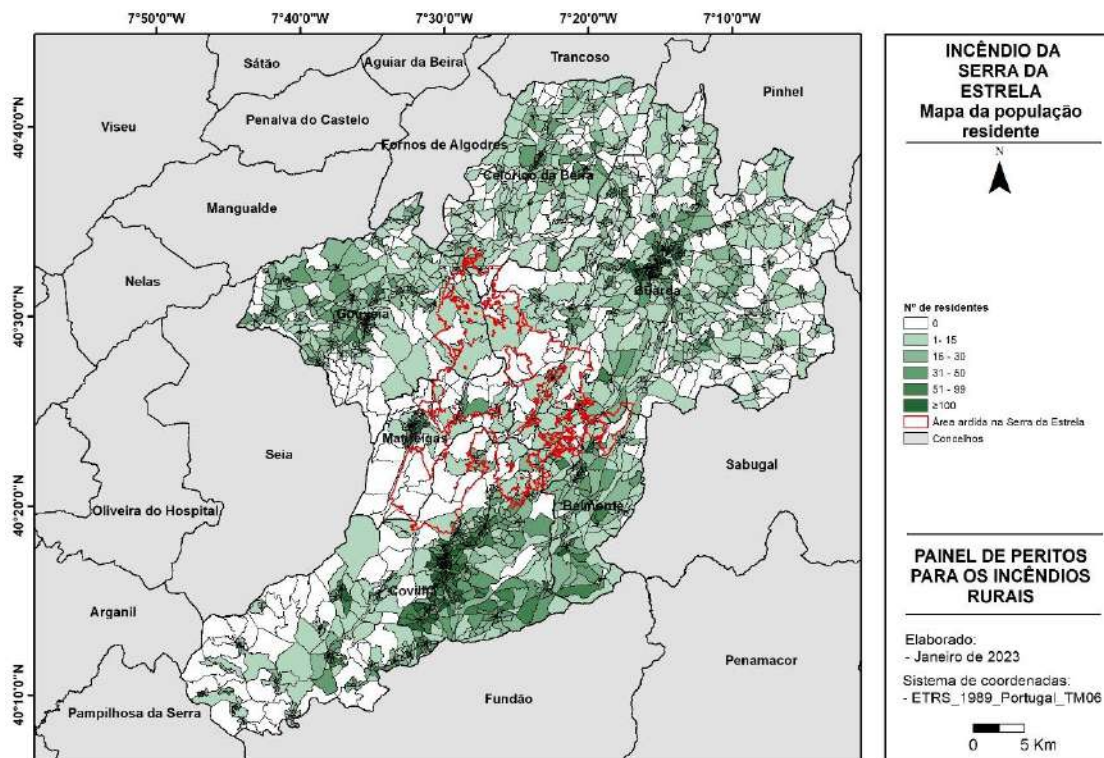 7°50'0"W 7°40'0"W 7°30'0"W 7°20'0"W 7°10'0"W
40°40'0"N
40°30'0"N
40°20'0"N
40°10'0"N
Sátão
Aguiar da Beira
Trancoso
Pinhel
Viseu
Penalva do Castelo
Fornos de Algodres
Celorico da Beira
Mangualde
Nelas
Guarda
Gouveia
Manteigas
Seia
Sabugal
Oliveira do Hospital
Belmonte
Covilhã
Arganil
Penamacor
Fundão
Pampilhosa da Serra
INCÊNDIO DA
SERRA DA
ESTRELA
Mapa da população
residente
N
Nº de residentes
0
1- 15
16 - 30
31 - 50
51 - 99
≥100
Área ardida na Serra da Estrela
Concelhos
PAINEL DE PERITOS
PARA OS INCÊNDIOS
RURAIS
Elaborado:
- Janeiro de 2023
Sistema de coordenadas:
- ETRS_1989_Portugal_TM06
0 5 Km